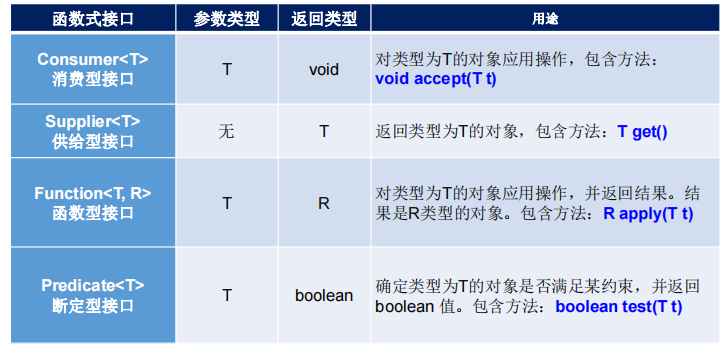 函数式接口 参数类型 返回类型 用途
Consumer<T>
消费型接口
T
void
对类型为T的对象应用操作，包含方法：
void accept(T t)
Supplier<T>
供给型接口
无
T
返回类型为T的对象，包含方法：T get()
Function<T, R>
函数型接口
T
R
对类型为T的对象应用操作，并返回结果。结
果是R类型的对象。包含方法：R apply(T t)
Predicate<T>
断定型接口
T
boolean
确定类型为T的对象是否满足某约束，并返回
boolean 值。包含方法：boolean test(T t)